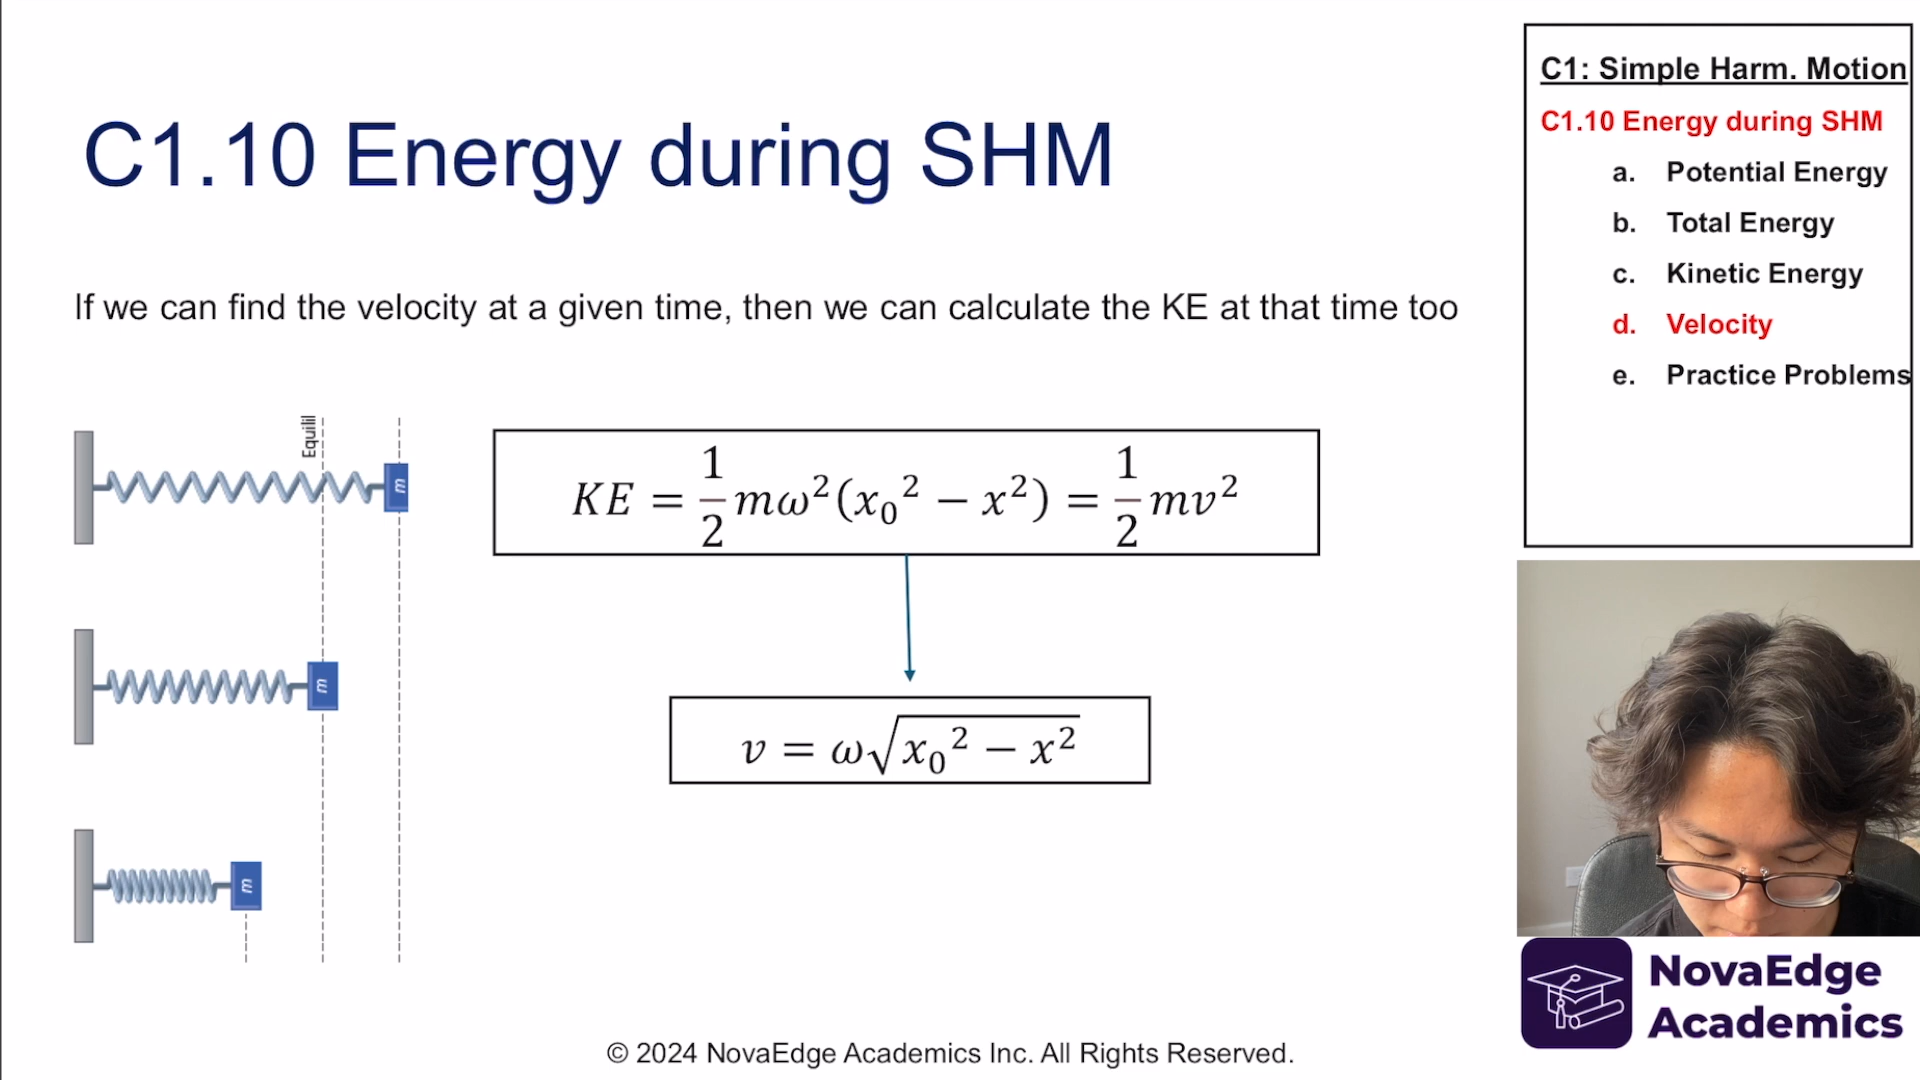 C1.10 Energy during SHM
If we can find the velocity at a given time, then we can calculate the KE at that time too
Equili
m
m
m
KE = 1/2 mω²(x₀² − x²) = 1/2 mv²
v = ω√(x₀² − x²)
© 2024 NovaEdge Academics Inc. All Rights Reserved.
C1: Simple Harm. Motion
C1.10 Energy during SHM
a. Potential Energy
b. Total Energy
c. Kinetic Energy
d. Velocity
e. Practice Problems
NovaEdge
Academics